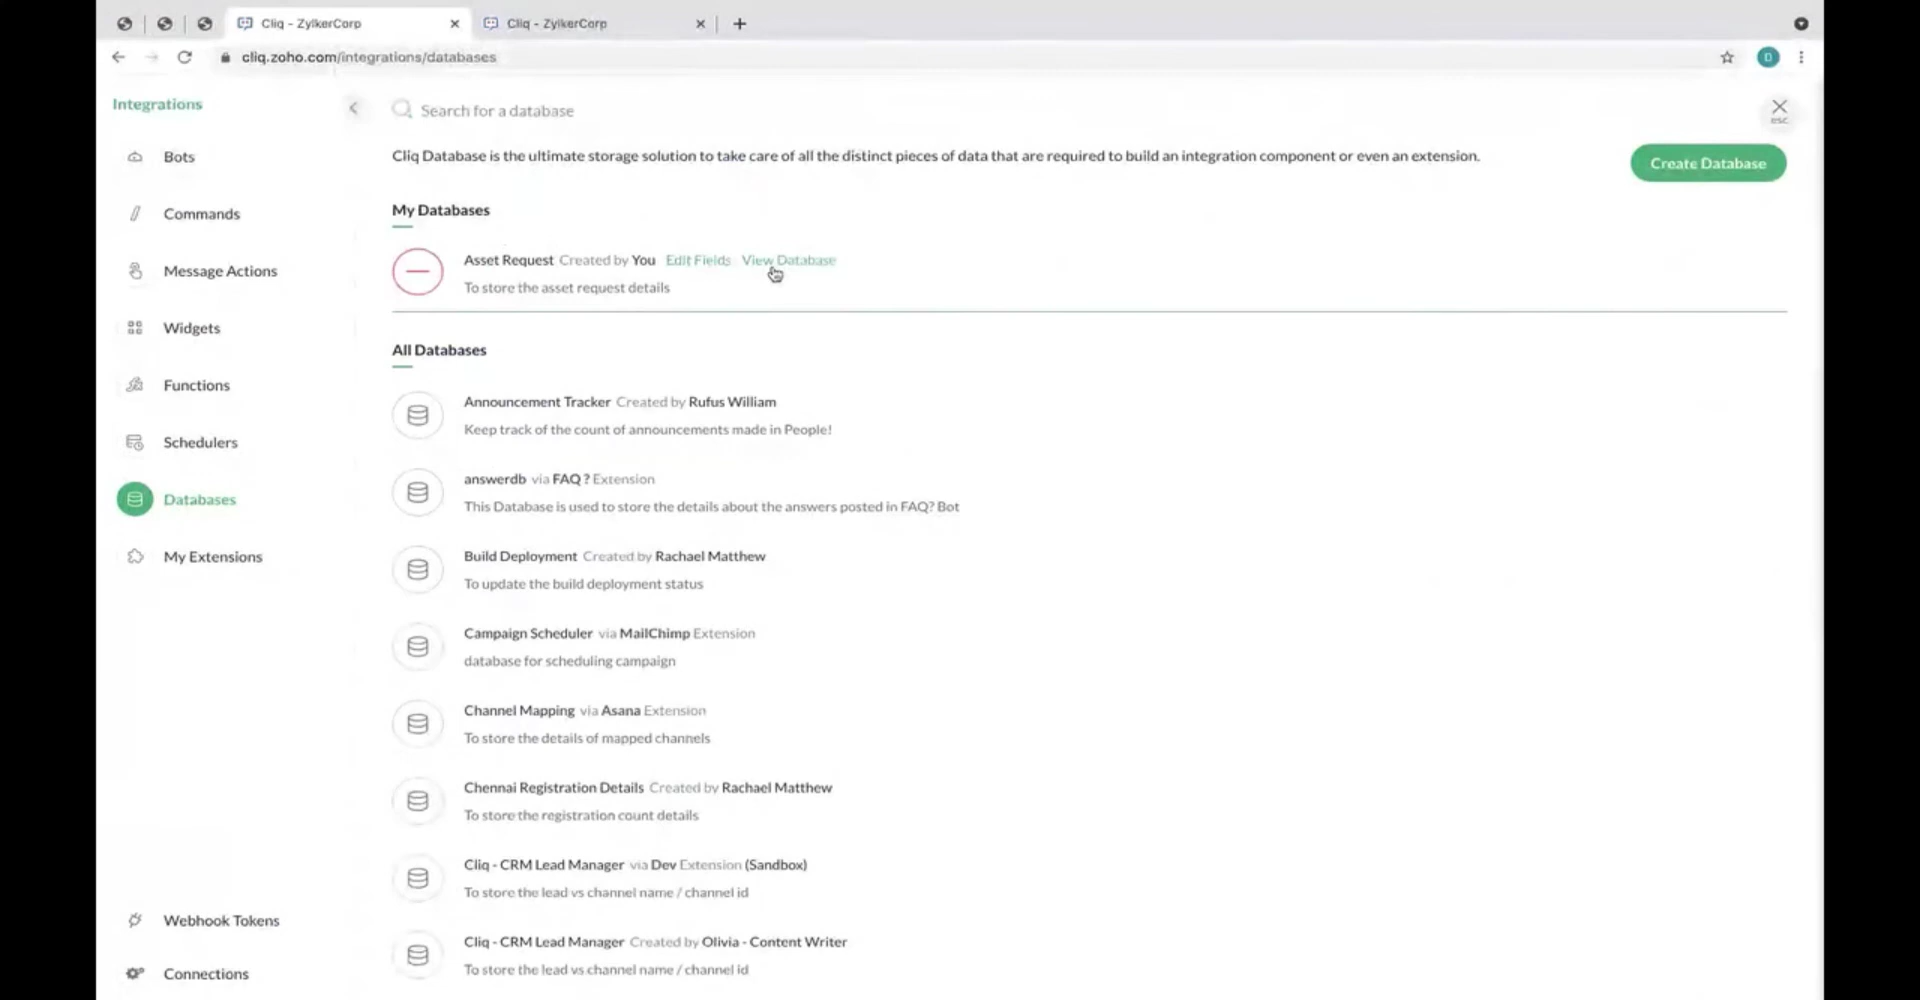 Cliq - ZylkerCorp
Cliq - ZylkerCorp
cliq.zoho.com/integrations/databases
D
Integrations
Search for a database
esc
Cliq Database is the ultimate storage solution to take care of all the distinct pieces of data that are required to build an integration component or even an extension.
Create Database
Bots
Commands
Message Actions
Widgets
Functions
Schedulers
Databases
My Extensions
Webhook Tokens
Connections
My Databases
Asset Request Created by You Edit Fields View Database
To store the asset request details
All Databases
Announcement Tracker Created by Rufus William
Keep track of the count of announcements made in People!
answerdb via FAQ ? Extension
This Database is used to store the details about the answers posted in FAQ? Bot
Build Deployment Created by Rachael Matthew
To update the build deployment status
Campaign Scheduler via MailChimp Extension
database for scheduling campaign
Channel Mapping via Asana Extension
To store the details of mapped channels
Chennai Registration Details Created by Rachael Matthew
To store the registration count details
Cliq - CRM Lead Manager via Dev Extension (Sandbox)
To store the lead vs channel name / channel id
Cliq - CRM Lead Manager Created by Olivia - Content Writer
To store the lead vs channel name / channel id